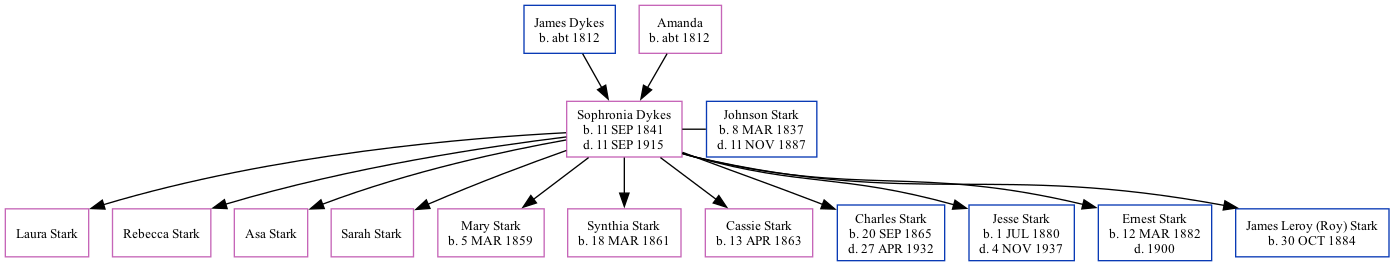 James Dykes
b. abt 1812
Amanda
b. abt 1812
Sophronia Dykes
b. 11 SEP 1841
d. 11 SEP 1915
Johnson Stark
b. 8 MAR 1837
d. 11 NOV 1887
Laura Stark
Rebecca Stark
Asa Stark
Sarah Stark
Mary Stark
b. 5 MAR 1859
Synthia Stark
b. 18 MAR 1861
Cassie Stark
b. 13 APR 1863
Charles Stark
b. 20 SEP 1865
d. 27 APR 1932
Jesse Stark
b. 1 JUL 1880
d. 4 NOV 1937
Ernest Stark
b. 12 MAR 1882
d. 1900
James Leroy (Roy) Stark
b. 30 OCT 1884